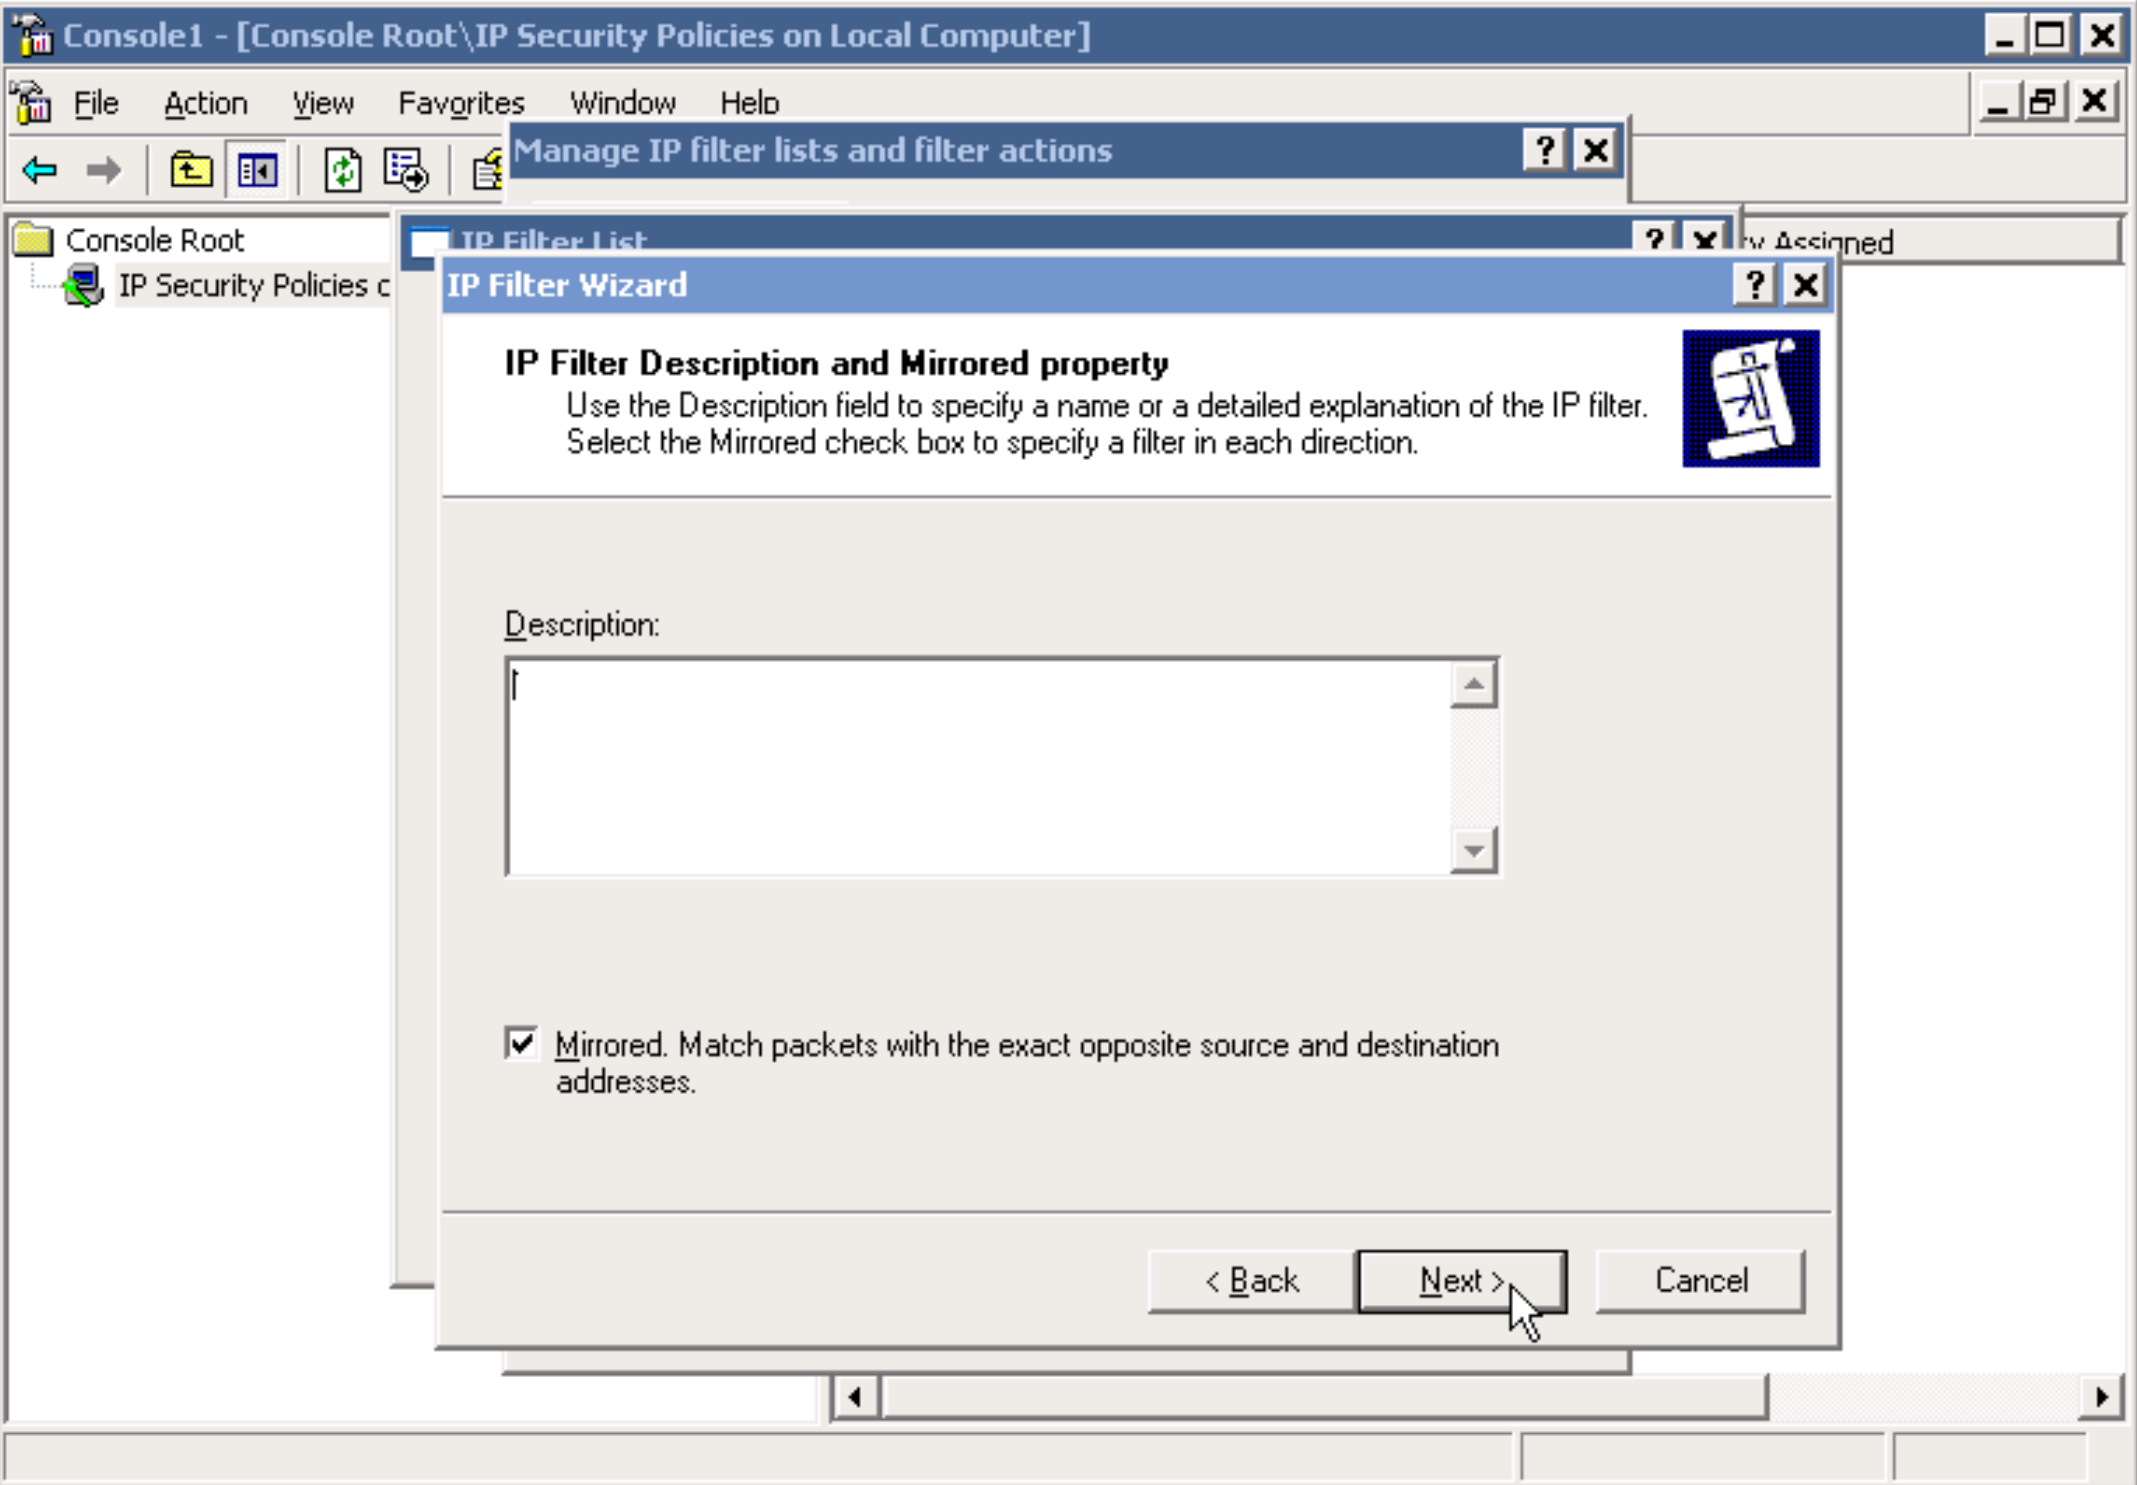 Console1 - [Console Root\IP Security Policies on Local Computer]
File Action View Favorites Window Help
Manage IP filter lists and filter actions
Console Root
IP Filter List
Assigned
IP Security Policies
IP Filter Wizard
IP Filter Description and Mirrored property
Use the Description field to specify a name or a detailed explanation of the IP filter.
Select the Mirrored check box to specify a filter in each direction.
Description:
Mirrored. Match packets with the exact opposite source and destination
addresses.
< Back
Next >
Cancel